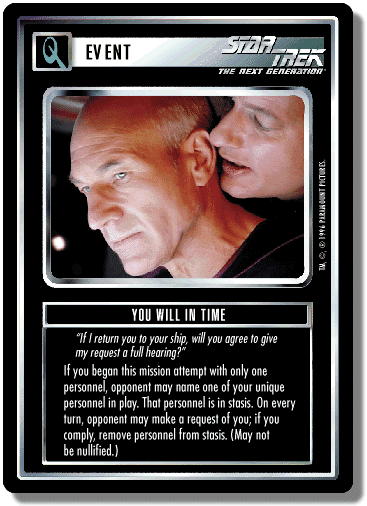 EVENT
STAR TREK
THE NEXT GENERATION
TM, ©, ® 1996 PARAMOUNT PICTURES.
YOU WILL IN TIME
"If I return you to your ship, will you agree to give
my request a full hearing?"
If you began this mission attempt with only one
personnel, opponent may name one of your unique
personnel in play. That personnel is in stasis. On every
turn, opponent may make a request of you; if you
comply, remove personnel from stasis. (May not
be nullified.)